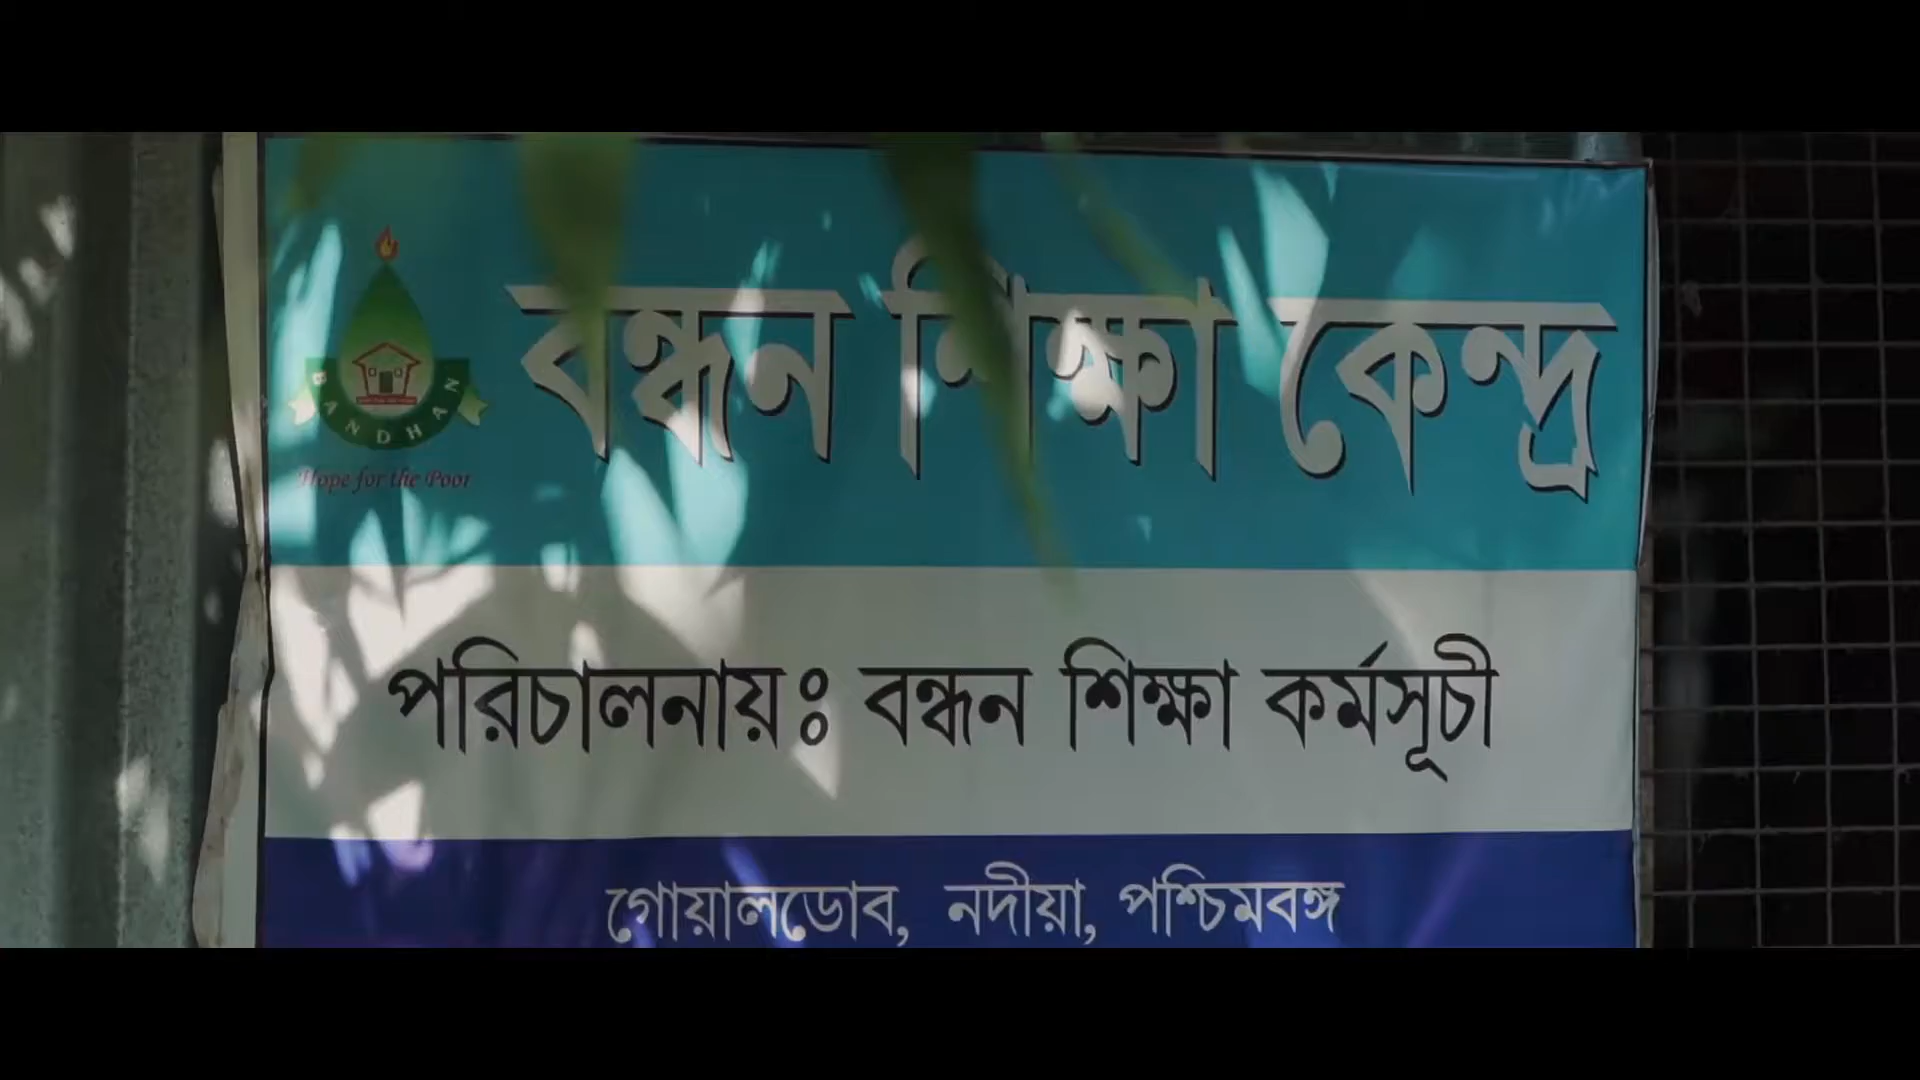 বন্ধন শিক্ষা কেন্দ্র
BANDHAN
Hope for the Poor
পরিচালনায়ঃ বন্ধন শিক্ষা কর্মসূচী
গোয়ালডোব, নদীয়া, পশ্চিমবঙ্গ